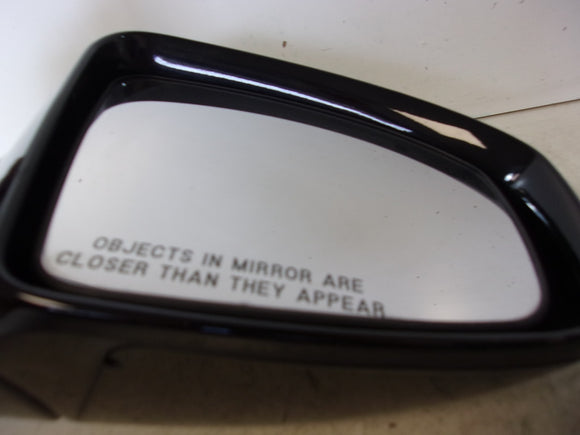 OBJECTS IN MIRROR ARE
CLOSER THAN THEY APPEAR